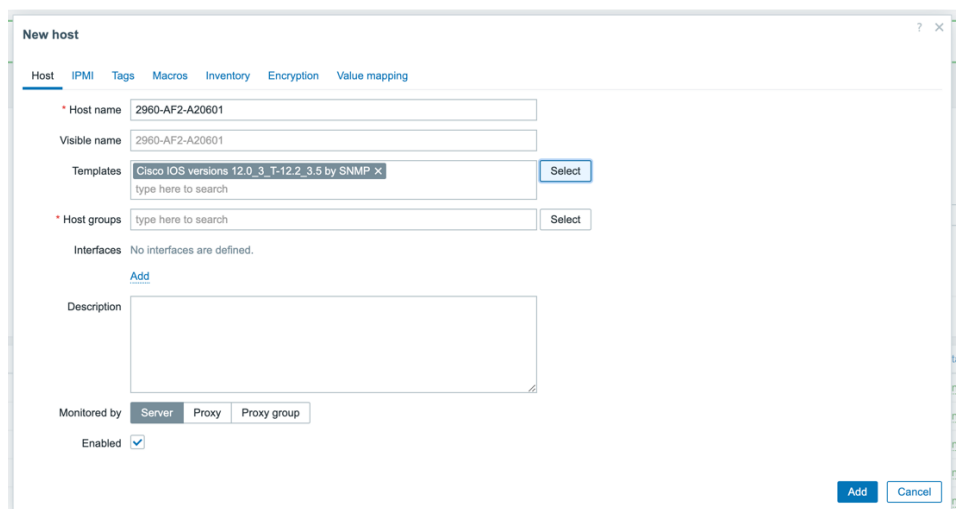 New host
? ×
Host IPMI Tags Macros Inventory Encryption Value mapping
* Host name 2960-AF2-A20601
Visible name 2960-AF2-A20601
Templates Cisco IOS versions 12.0_3_T-12.2_3.5 by SNMP × Select
type here to search
* Host groups type here to search Select
Interfaces No interfaces are defined.
Add
Description
Monitored by Server Proxy Proxy group
Enabled
Add Cancel